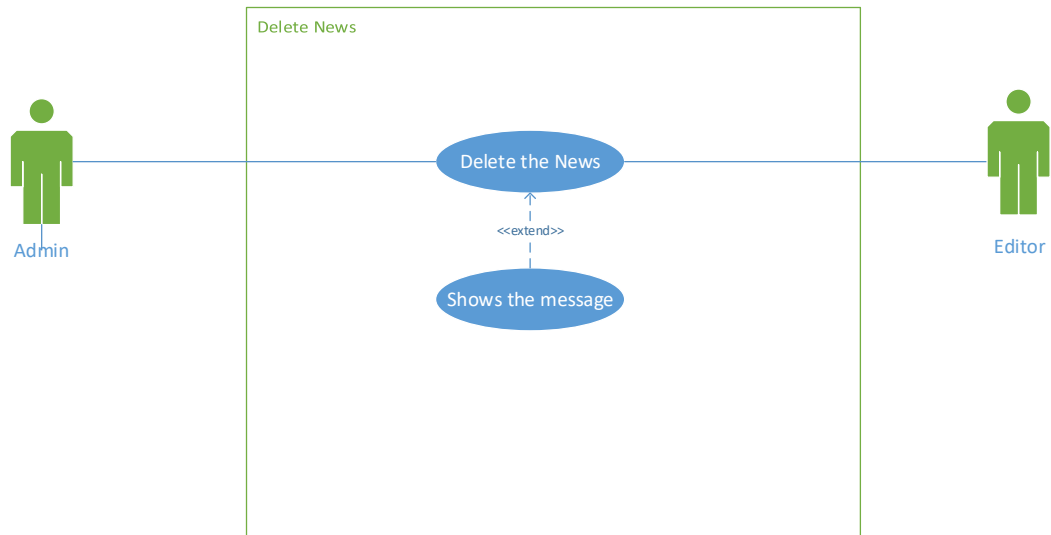 Delete News
Delete the News
<<extend>>
Shows the message
Admin
Editor